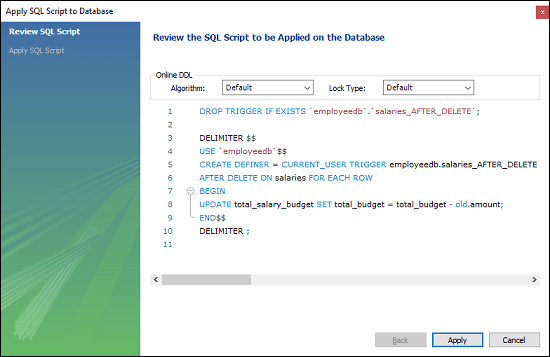 Apply SQL Script to Database
Review SQL Script
Apply SQL Script
Review the SQL Script to be Applied on the Database
Online DDL
Algorithm: Default Lock Type: Default
1 DROP TRIGGER IF EXISTS `employeedb`.`salaries_AFTER_DELETE`;
2
3 DELIMITER $$
4 USE `employeedb`$$
5 CREATE DEFINER = CURRENT_USER TRIGGER employeedb.salaries_AFTER_DELETE
6 AFTER DELETE ON salaries FOR EACH ROW
7 BEGIN
8 UPDATE total_salary_budget SET total_budget = total_budget - old.amount;
9 END$$
10 DELIMITER ;
11
Back Apply Cancel